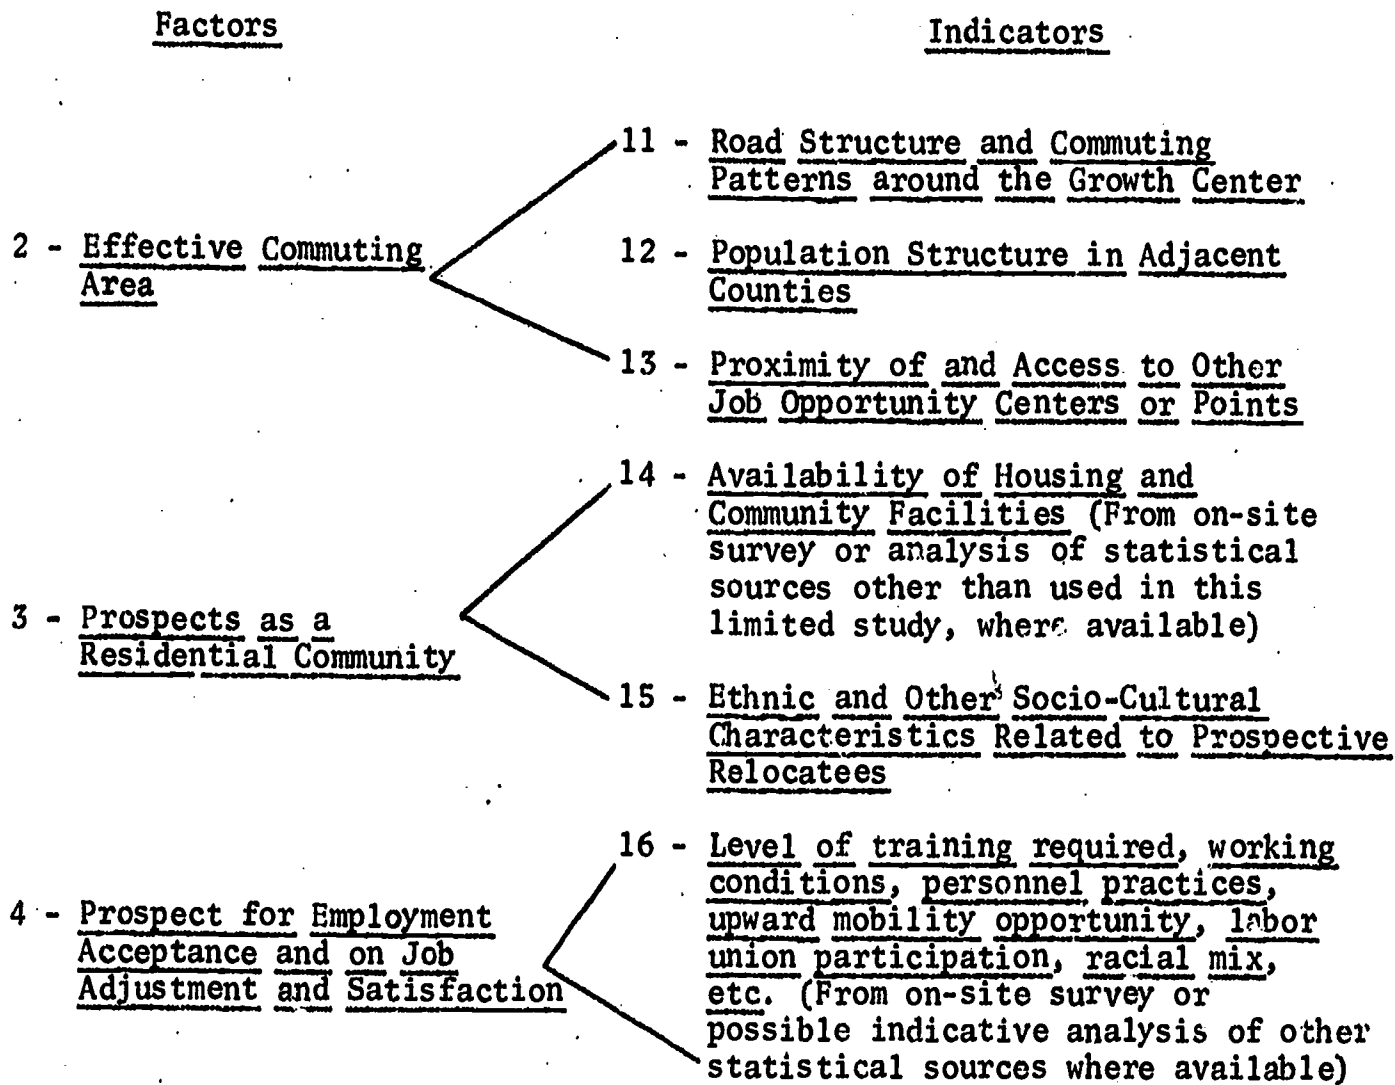 Factors
Indicators
11 - Road Structure and Commuting
Patterns around the Growth Center
2 - Effective Commuting
Area
12 - Population Structure in Adjacent
Counties
13 - Proximity of and Access to Other
Job Opportunity Centers or Points
14 - Availability of Housing and
Community Facilities (From on-site
survey or analysis of statistical
sources other than used in this
limited study, where available)
3 - Prospects as a
Residential Community
15 - Ethnic and Other Socio-Cultural
Characteristics Related to Prospective
Relocatees
16 - Level of training required, working
conditions, personnel practices,
upward mobility opportunity, labor
union participation, racial mix,
etc. (From on-site survey or
possible indicative analysis of other
statistical sources where available)
4 - Prospect for Employment
Acceptance and on Job
Adjustment and Satisfaction